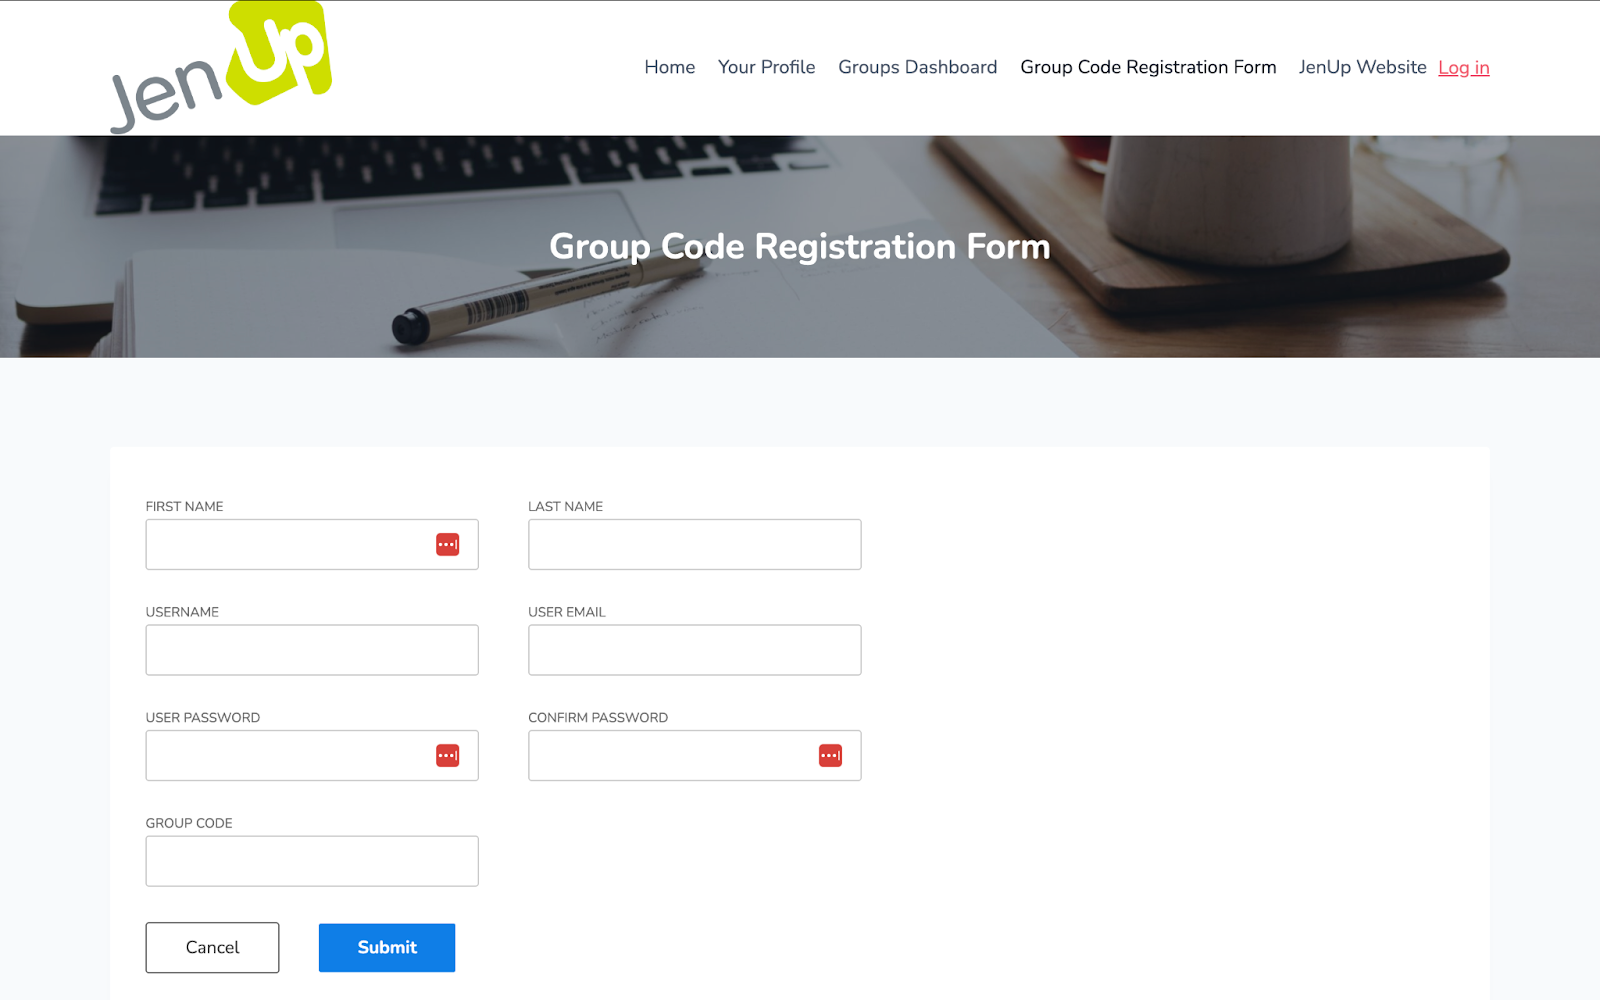 JenUp
Home Your Profile Groups Dashboard Group Code Registration Form JenUp Website Log in
Group Code Registration Form
FIRST NAME LAST NAME
USERNAME USER EMAIL
USER PASSWORD CONFIRM PASSWORD
GROUP CODE
Cancel Submit